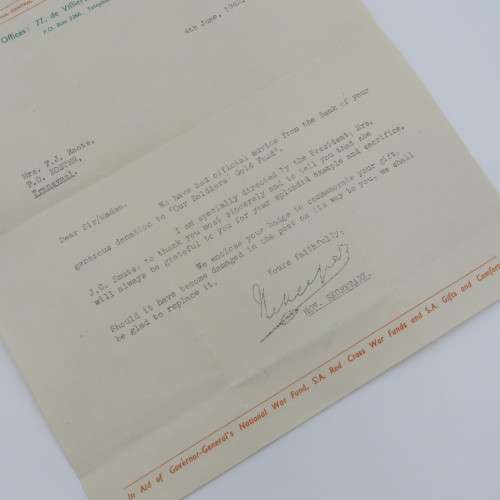 Offices: 77, de Villiers
P.O. Box
4th June, 194
Mrs. T.J. Moots.
P.O. KOSTER.
Transvaal.
Dear Sir/Madam.
We have had official advice from the Bank of your
generous donation to "Our Soldiers' Gold Fund".
I am specially directed by the President: Mrs.
J.C. Smuts. to thank you most sincerely and to tell you that she
will always be grateful to you for your splendid example and sacrifice.
We enclose your badge to commemorate your gift.
Should it have become damaged in the post on its way to you. we shall
be glad to replace it.
Yours faithfully:
HON. SECRETARY.
In Aid of Governor-General's National War Fund, S.A. Red Cross War Funds and S.A. Gifts and Comforts